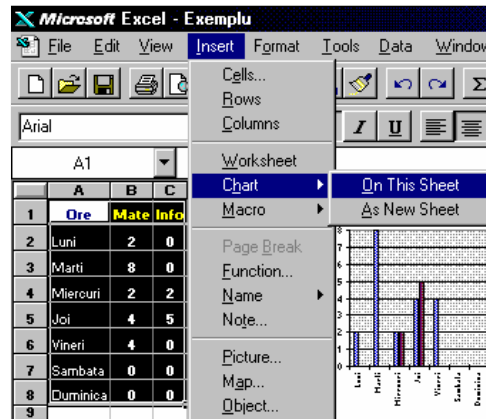 Microsoft Excel - Exemplu
File Edit View Insert Format Tools Data Window
Arial
I U
A1
A B C
1 Ore Mate Info
2 Luni 2 0
3 Marti 8 0
4 Miercuri 2 2
5 Joi 4 5
6 Vineri 4 0
7 Sambata 0 0
8 Duminica 0 0
9
Cells...
Rows
Columns
Worksheet
Chart
Macro
Page Break
Function...
Name
Note...
Picture...
Map...
Object...
On This Sheet
As New Sheet
8
7
6
5
4
3
2
1
0
Luni Marti Miercuri Joi Vineri Sambata Duminica